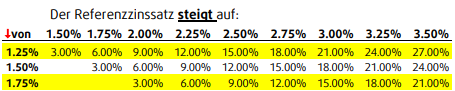 Der Referenzzinssatz steigt auf:
↓von 1.50% 1.75% 2.00% 2.25% 2.50% 2.75% 3.00% 3.25% 3.50%
1.25% 3.00% 6.00% 9.00% 12.00% 15.00% 18.00% 21.00% 24.00% 27.00%
1.50% 3.00% 6.00% 9.00% 12.00% 15.00% 18.00% 21.00% 24.00%
1.75% 3.00% 6.00% 9.00% 12.00% 15.00% 18.00% 21.00%